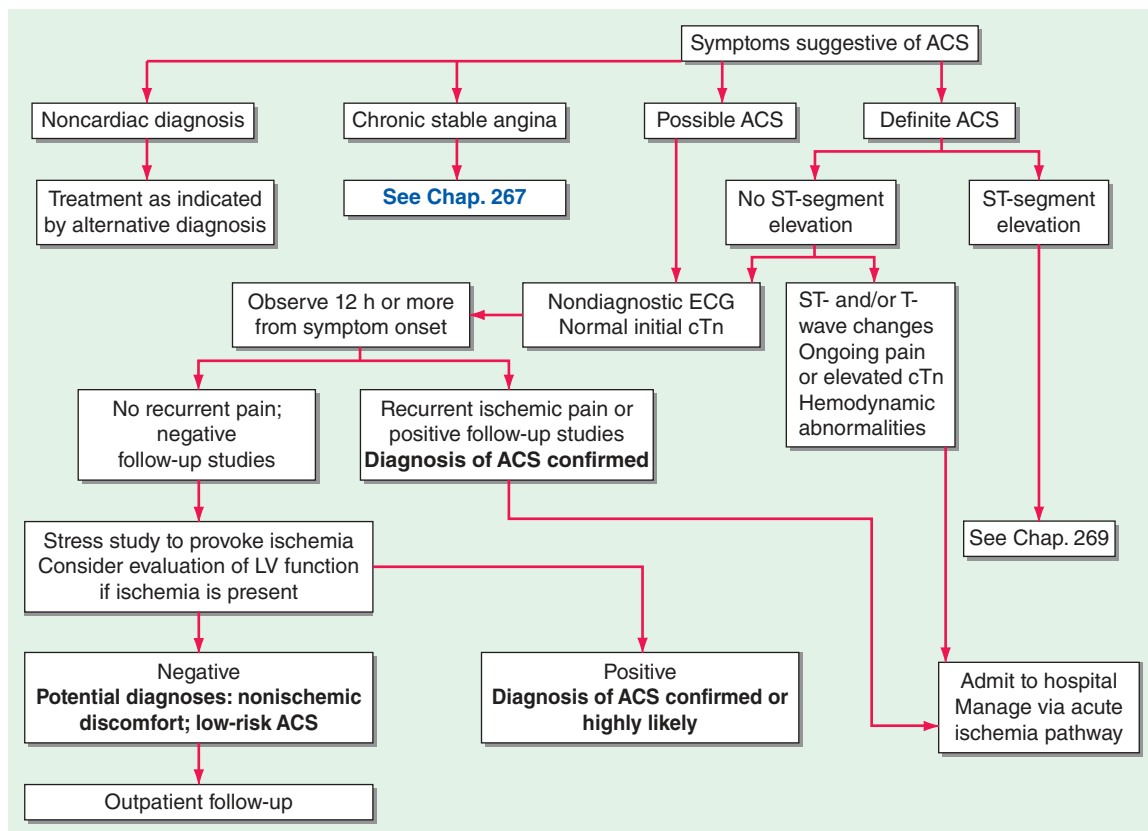 Symptoms suggestive of ACS
Noncardiac diagnosis
Chronic stable angina
Possible ACS
Definite ACS
Treatment as indicated
by alternative diagnosis
See Chap. 267
No ST-segment
elevation
ST-segment
elevation
Observe 12 h or more
from symptom onset
Nondiagnostic ECG
Normal initial cTn
ST- and/or T-
wave changes
Ongoing pain
or elevated cTn
Hemodynamic
abnormalities
No recurrent pain;
negative
follow-up studies
Recurrent ischemic pain or
positive follow-up studies
Diagnosis of ACS confirmed
See Chap. 269
Stress study to provoke ischemia
Consider evaluation of LV function
if ischemia is present
Negative
Potential diagnoses: nonischemic
discomfort; low-risk ACS
Positive
Diagnosis of ACS confirmed or
highly likely
Admit to hospital
Manage via acute
ischemia pathway
Outpatient follow-up